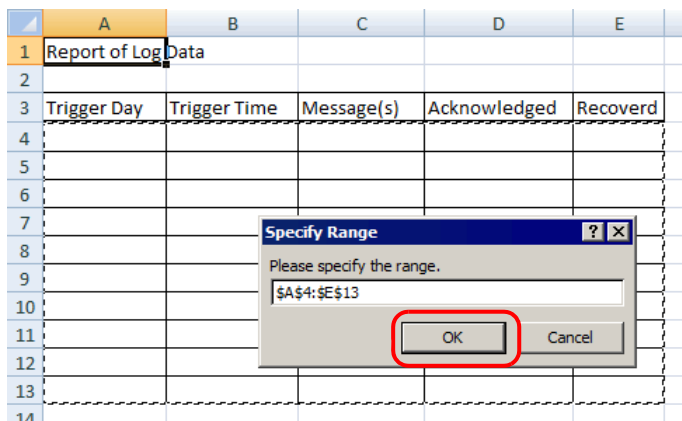 A B C D E
1 Report of Log Data
2
3 Trigger Day Trigger Time Message(s) Acknowledged Recoverd
4
5
6
7
Specify Range
8
Please specify the range.
9
$A$4:$E$13
10
11 OK Cancel
12
13
14